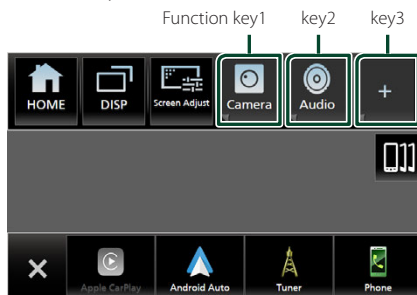 Function key1 key2 key3
HOME DISP Screen Adjust Camera Audio +
Apple CarPlay Android Auto Tuner Phone